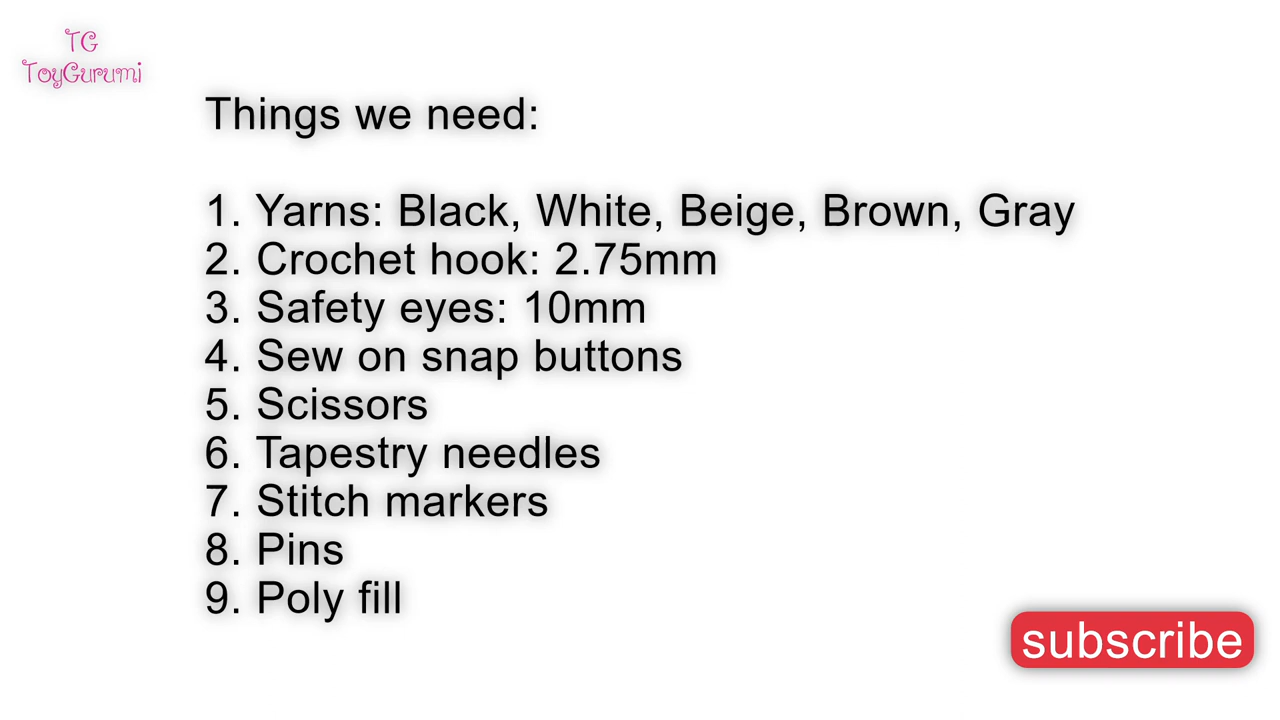 TG
ToyGurumi
Things we need:
1. Yarns: Black, White, Beige, Brown, Gray
2. Crochet hook: 2.75mm
3. Safety eyes: 10mm
4. Sew on snap buttons
5. Scissors
6. Tapestry needles
7. Stitch markers
8. Pins
9. Poly fill
subscribe